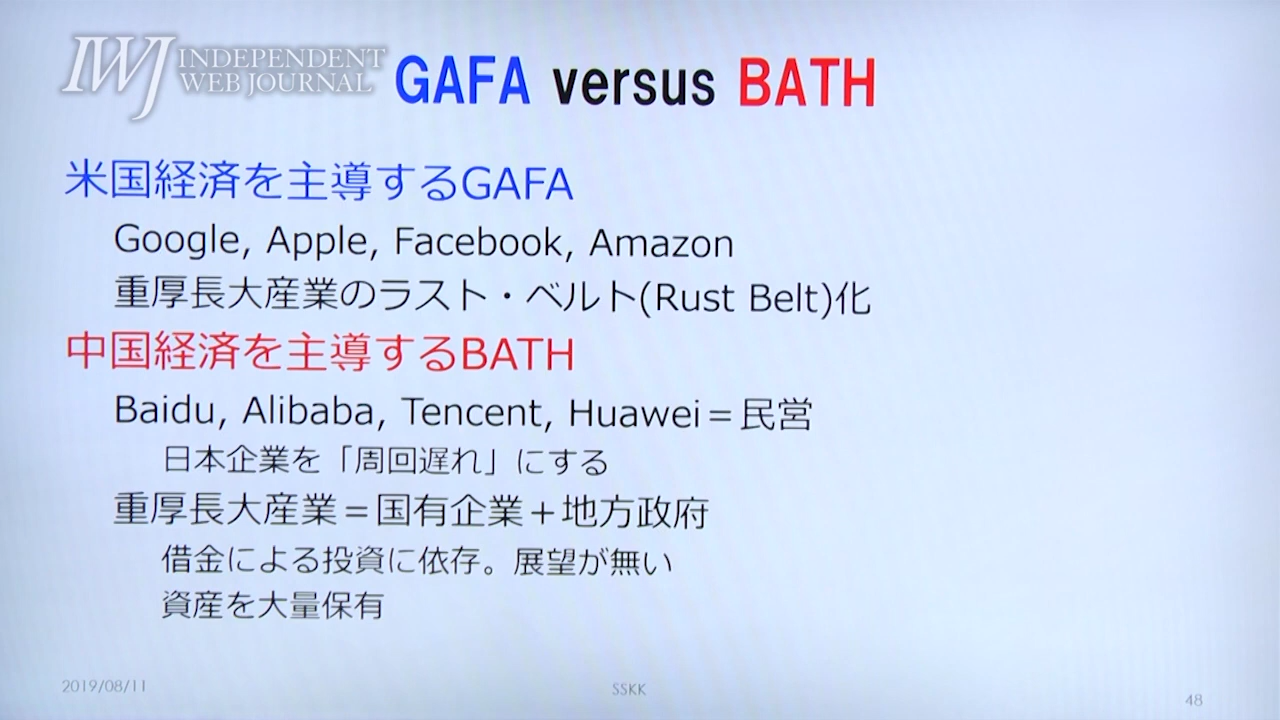 IWJ INDEPENDENT WEB JOURNAL
GAFA versus BATH
米国経済を主導するGAFA
Google, Apple, Facebook, Amazon
重厚長大産業のラスト・ベルト(Rust Belt)化
中国経済を主導するBATH
Baidu, Alibaba, Tencent, Huawei＝民営
日本企業を「周回遅れ」にする
重厚長大産業＝国有企業＋地方政府
借金による投資に依存。展望が無い
資産を大量保有
2019/08/11
SSKK
48